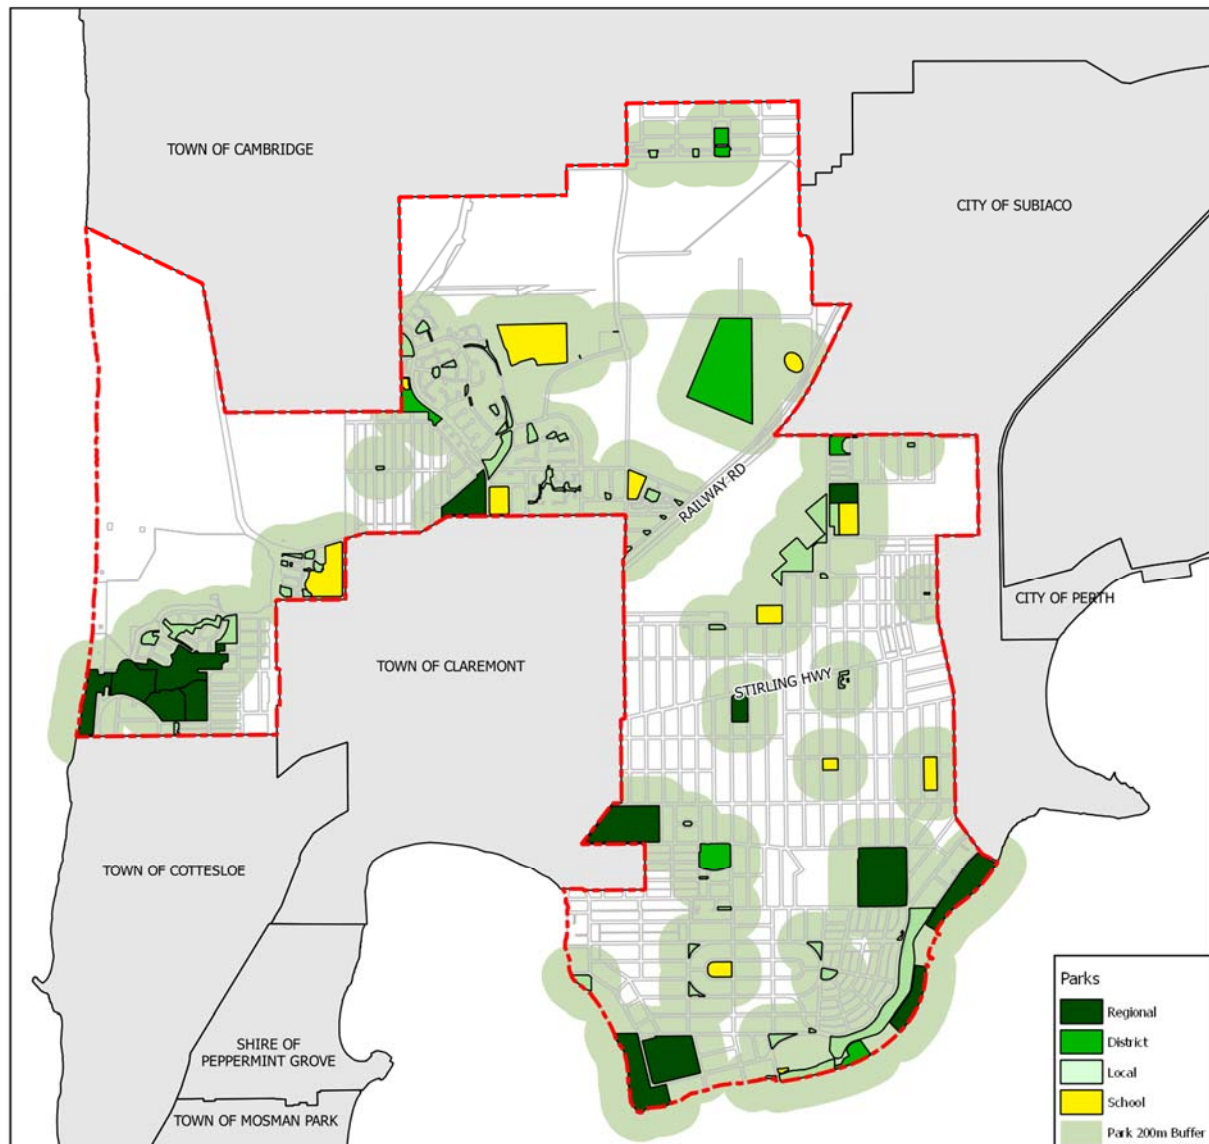 TOWN OF CAMBRIDGE
CITY OF SUBIACO
RAILWAY RD
CITY OF PERTH
TOWN OF CLAREMONT
STIRLING HWY
TOWN OF COTTESLOE
SHIRE OF
PEPPERMINT GROVE
TOWN OF MOSMAN PARK
Parks
Regional
District
Local
School
Park 200m Buffer